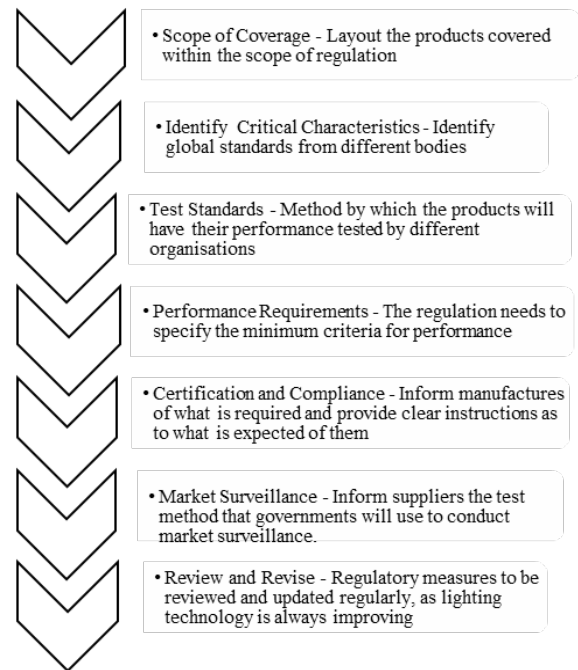 • Scope of Coverage - Layout the products covered
within the scope of regulation
• Identify Critical Characteristics - Identify
global standards from different bodies
• Test Standards - Method by which the products will
have their performance tested by different
organisations
• Performance Requirements - The regulation needs to
specify the minimum criteria for performance
• Certification and Compliance - Inform manufactures
of what is required and provide clear instructions as
to what is expected of them
• Market Surveillance - Inform suppliers the test
method that governments will use to conduct
market surveillance.
• Review and Revise - Regulatory measures to be
reviewed and updated regularly, as lighting
technology is always improving